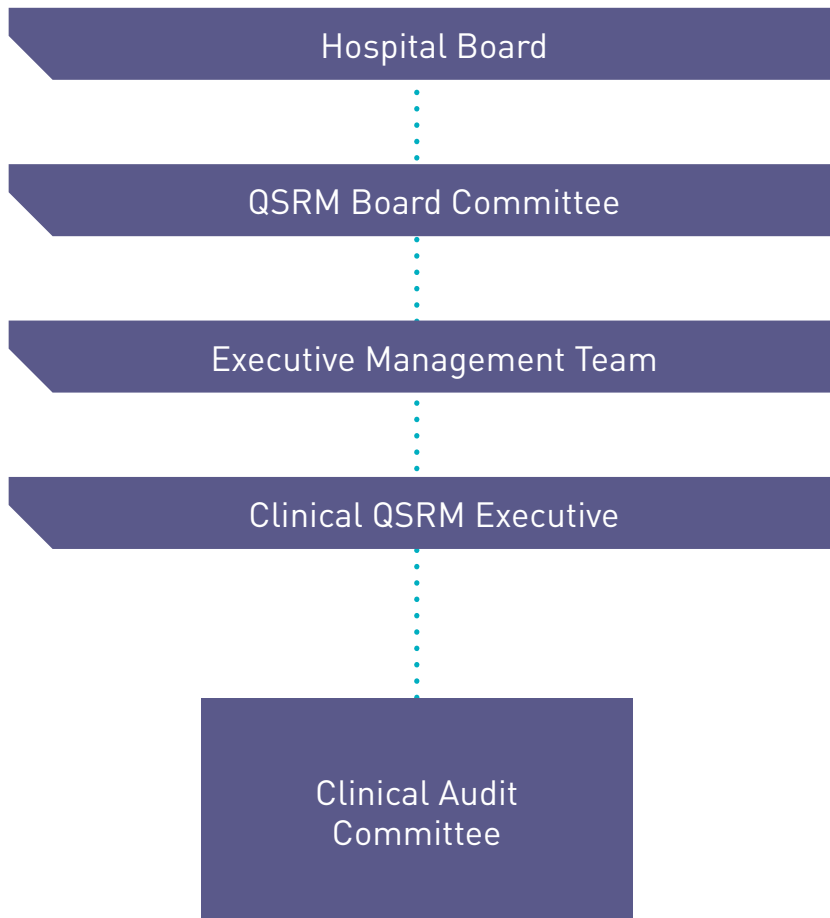 Hospital Board
QSRM Board Committee
Executive Management Team
Clinical QSRM Executive
Clinical Audit
Committee